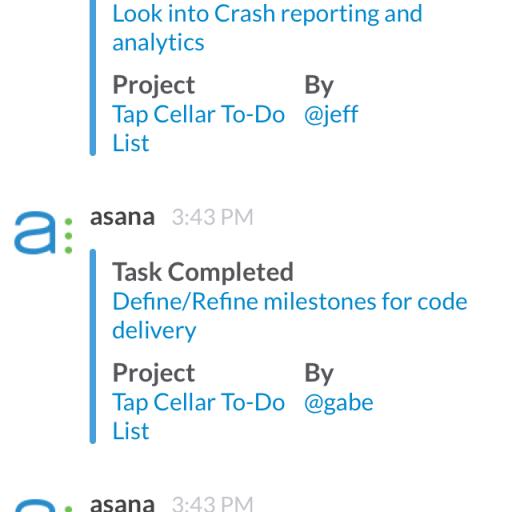 Look into Crash reporting and
analytics
Project By
Tap Cellar To-Do @jeff
List
a: asana 3:43 PM
Task Completed
Define/Refine milestones for code
delivery
Project By
Tap Cellar To-Do @gabe
List
a: asana 3:43 PM